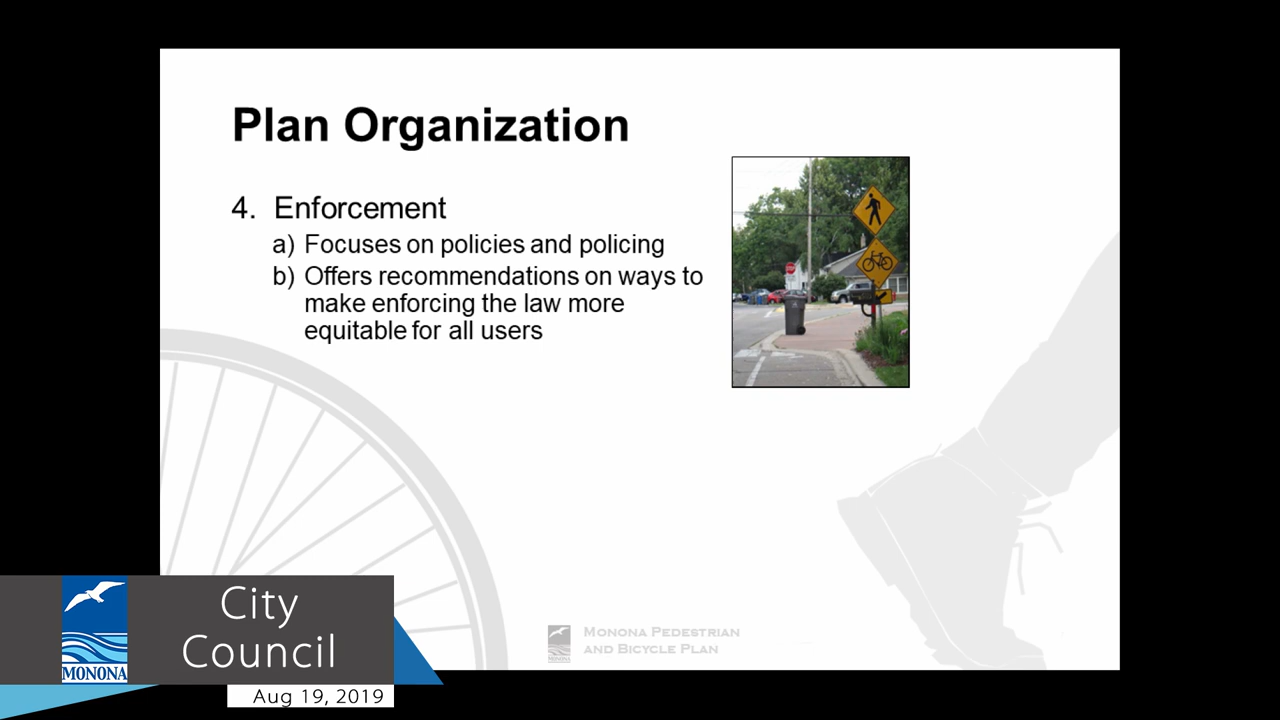 Plan Organization
4. Enforcement
a) Focuses on policies and policing
b) Offers recommendations on ways to
make enforcing the law more
equitable for all users
Monona Pedestrian
and Bicycle Plan
City
Council
MONONA
Aug 19, 2019